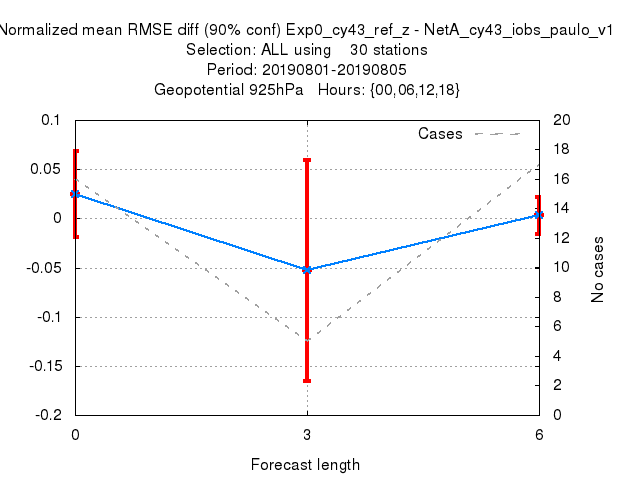 Normalized mean RMSE diff (90% conf) Exp0_cy43_ref_z - NetA_cy43_iobs_paulo_v1
Selection: ALL using 30 stations
Period: 20190801-20190805
Geopotential 925hPa Hours: {00,06,12,18}
Cases
0.1
0.05
0
-0.05
-0.1
-0.15
-0.2
20
18
16
14
12
10
8
6
4
2
0
No cases
0 3 6
Forecast length